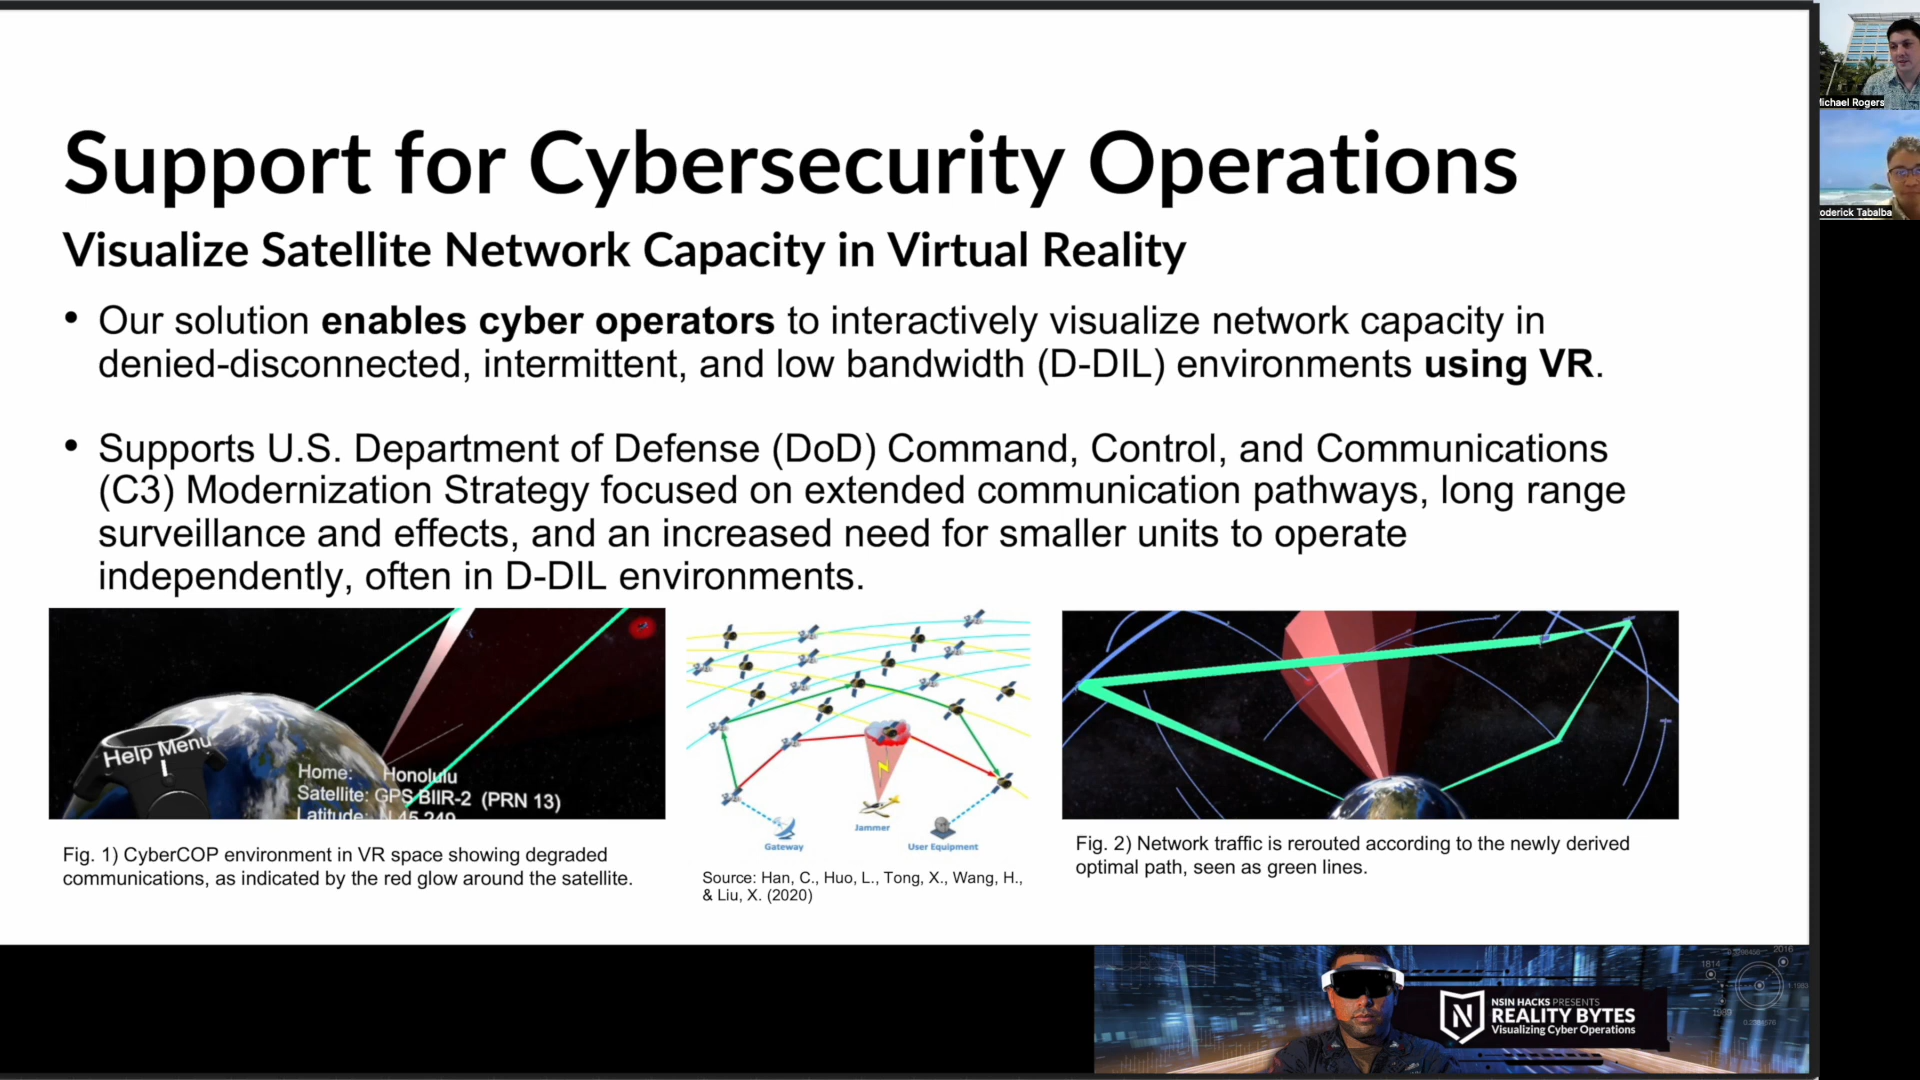 Support for Cybersecurity Operations
Visualize Satellite Network Capacity in Virtual Reality
• Our solution enables cyber operators to interactively visualize network capacity in
denied-disconnected, intermittent, and low bandwidth (D-DIL) environments using VR.
• Supports U.S. Department of Defense (DoD) Command, Control, and Communications
(C3) Modernization Strategy focused on extended communication pathways, long range
surveillance and effects, and an increased need for smaller units to operate
independently, often in D-DIL environments.
Help Menu
Home: Honolulu
Satellite: GPS BIIR-2 (PRN 13)
Latitude: N 45.249
Fig. 1) CyberCOP environment in VR space showing degraded
communications, as indicated by the red glow around the satellite.
Jammer
Gateway
User Equipment
Source: Han, C., Huo, L., Tong, X., Wang, H.,
& Liu, X. (2020)
Fig. 2) Network traffic is rerouted according to the newly derived
optimal path, seen as green lines.
Michael Rogers
oderick Tabalba
NSIN HACKS PRESENTS
REALITY BYTES
Visualizing Cyber Operations
N
1814
2016
1989